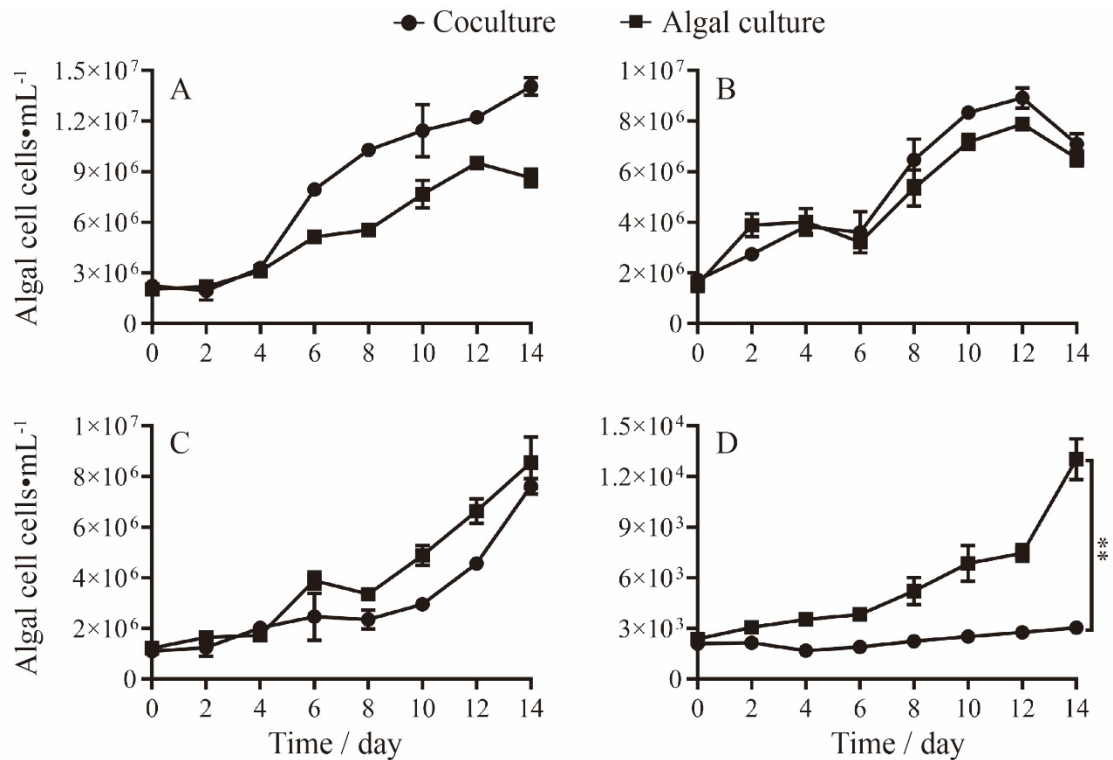 Coculture
Algal culture
Algal cell cells•mL⁻¹
A
1.5×10⁷
1.2×10⁷
9×10⁶
6×10⁶
3×10⁶
0
0 2 4 6 8 10 12 14
B
1×10⁷
8×10⁶
6×10⁶
4×10⁶
2×10⁶
0
0 2 4 6 8 10 12 14
Algal cell cells•mL⁻¹
C
1×10⁷
8×10⁶
6×10⁶
4×10⁶
2×10⁶
0
0 2 4 6 8 10 12 14
Time / day
D
1.5×10⁴
1.2×10⁴
9×10³
6×10³
3×10³
0
**
0 2 4 6 8 10 12 14
Time / day